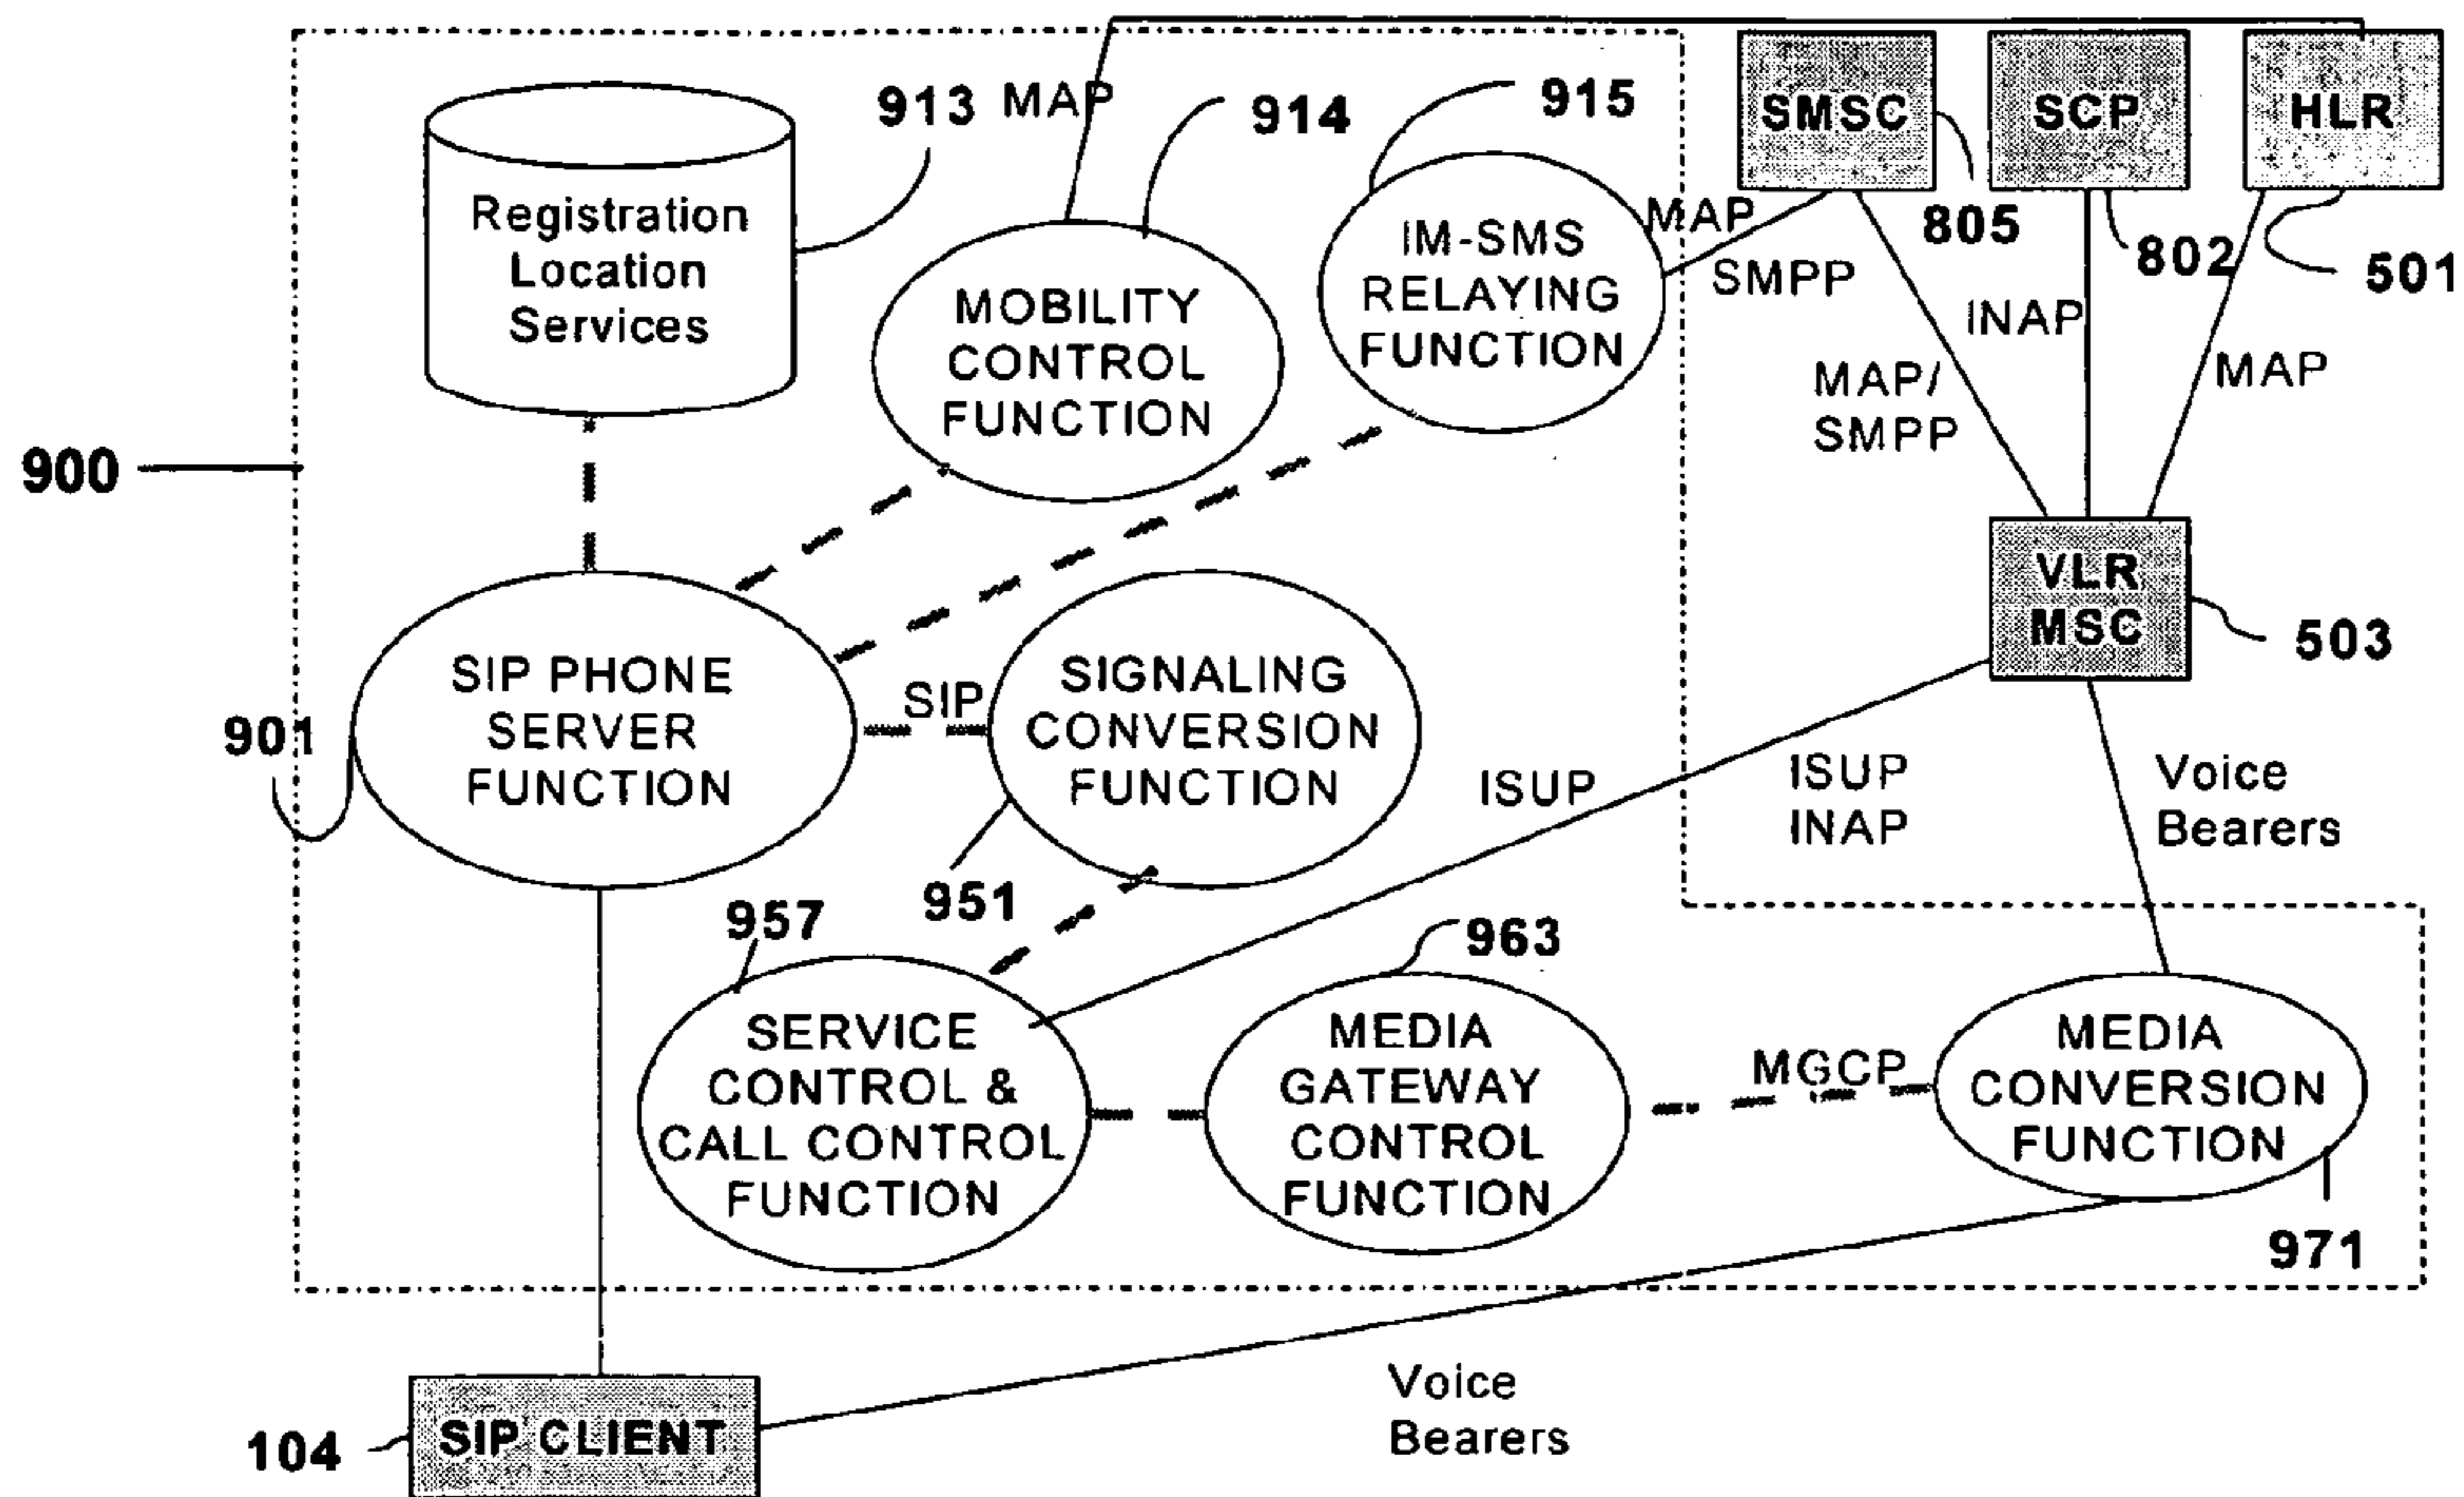 913 MAP
914
915
SMSC
SCP
HLR
805
802
501
Registration
Location
Services
MOBILITY
CONTROL
FUNCTION
IM-SMS
RELAYING
FUNCTION
MAP
SMPP
INAP
MAP/
SMPP
MAP
900
VLR
MSC
503
901
SIP PHONE
SERVER
FUNCTION
SIP
SIGNALING
CONVERSION
FUNCTION
951
ISUP
ISUP
INAP
Voice
Bearers
957
963
SERVICE
CONTROL &
CALL CONTROL
FUNCTION
MEDIA
GATEWAY
CONTROL
FUNCTION
MGCP
MEDIA
CONVERSION
FUNCTION
971
104
SIP CLIENT
Voice
Bearers